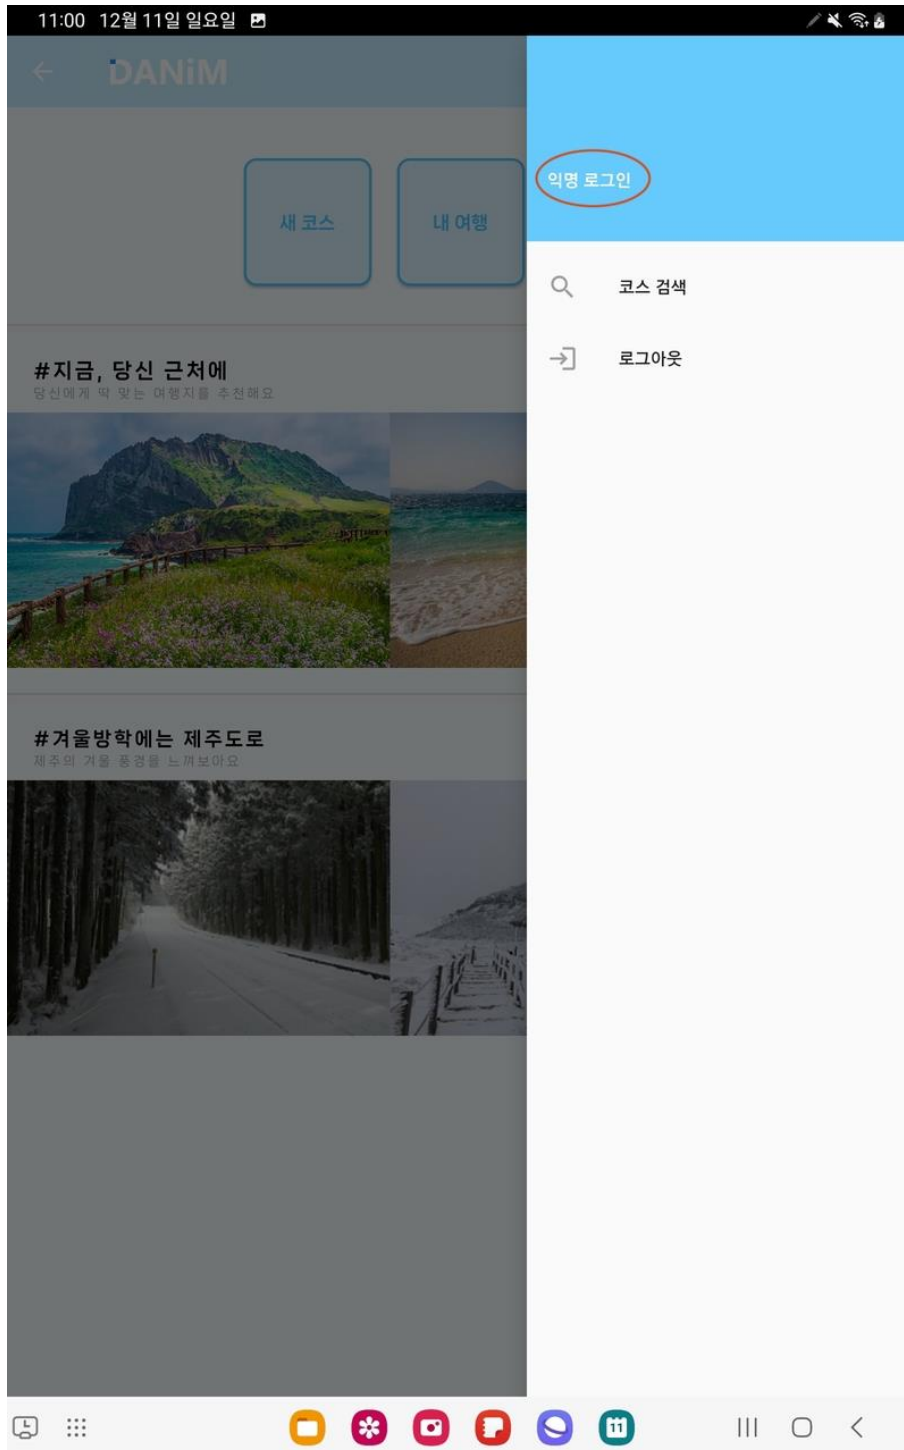 11:00 12월 11일 일요일
DANiM
익명 로그인
새 코스
내 여행
코스 검색
로그아웃
#지금, 당신 근처에
당신에게 딱 맞는 여행지를 추천해요
#겨울방학에는 제주도로
제주의 겨울 풍경을 느껴보아요
11